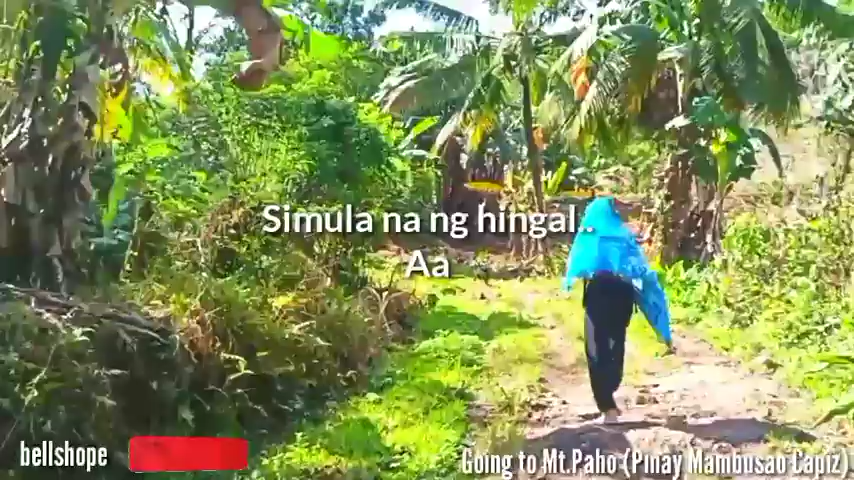 Simula na ng hingal..
Aa
bellshope
Going to Mt.Paho (Pinay Mambusao Capiz)